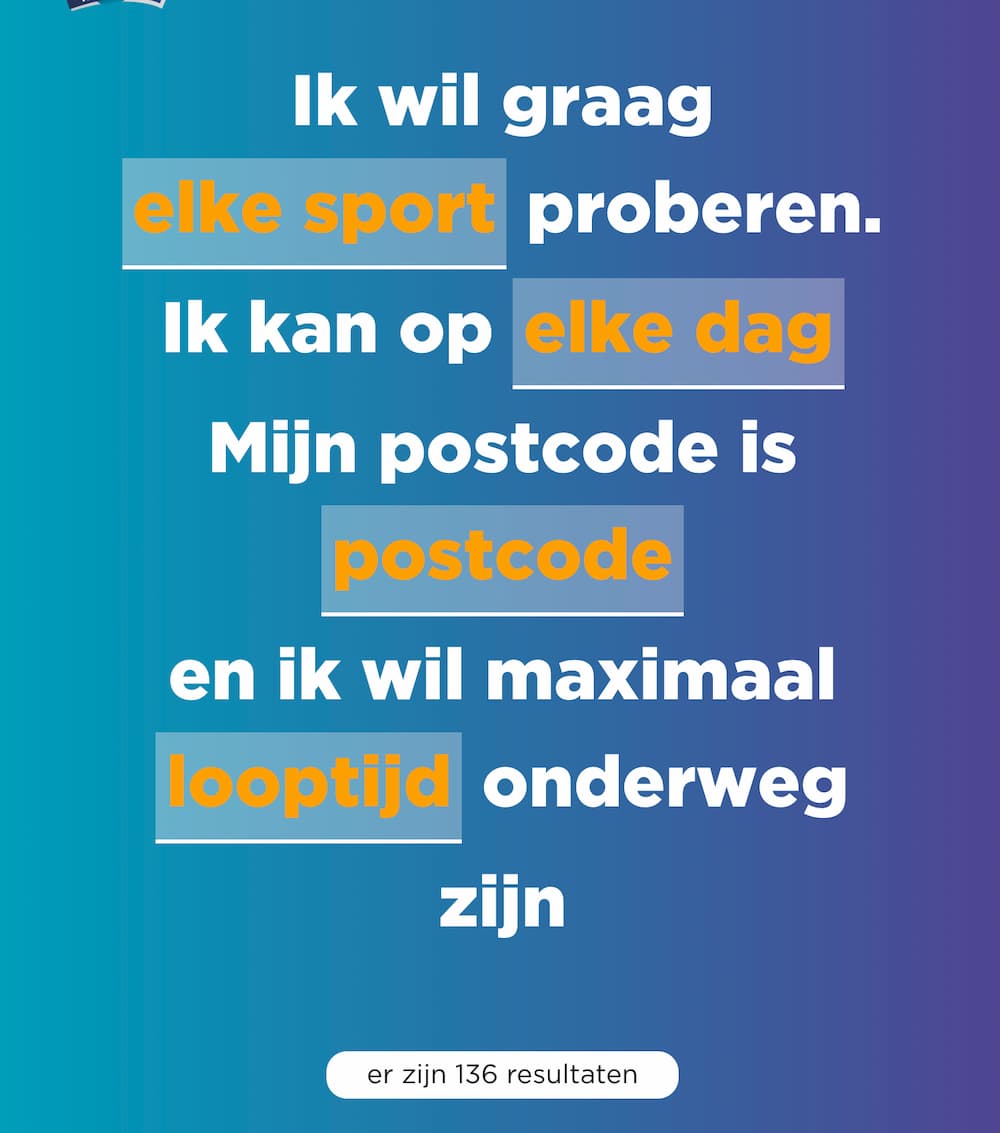 Ik wil graag
elke sport proberen.
Ik kan op elke dag
Mijn postcode is
postcode
en ik wil maximaal
looptijd onderweg
zijn
er zijn 136 resultaten